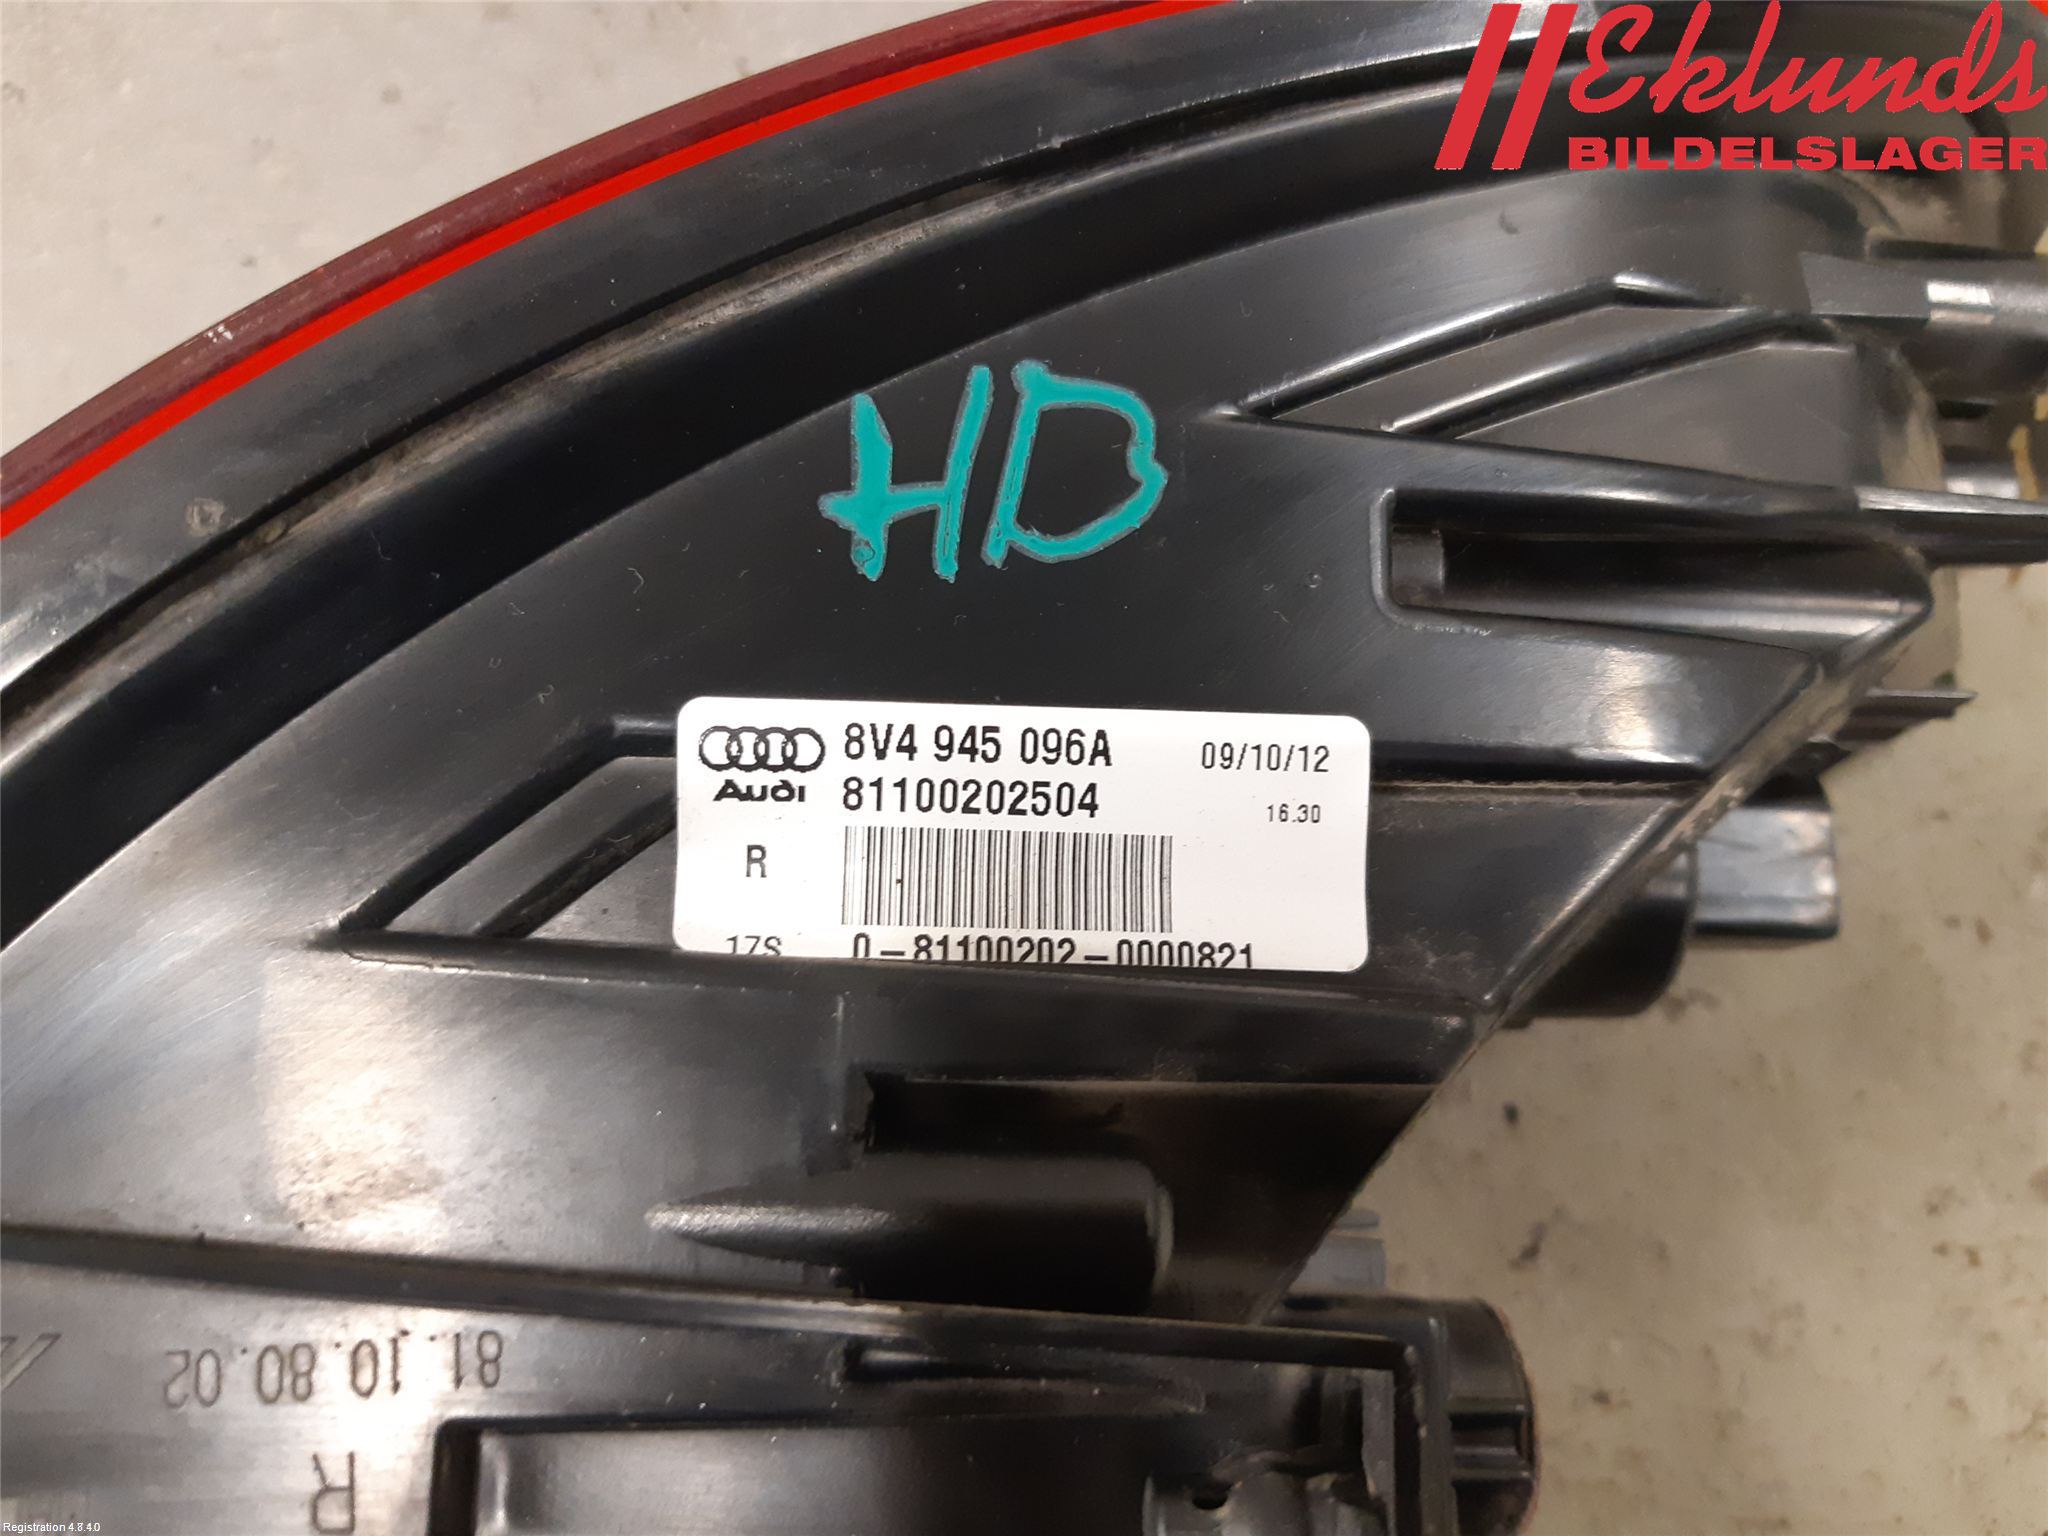 Eklunds
BILDELSLAGER
HD
8V4 945 096A 09/10/12
Audi 81100202504 16.30
R
17S 0-81100202-0000821
81.10.80.02
R
Registration 4.8.4.0